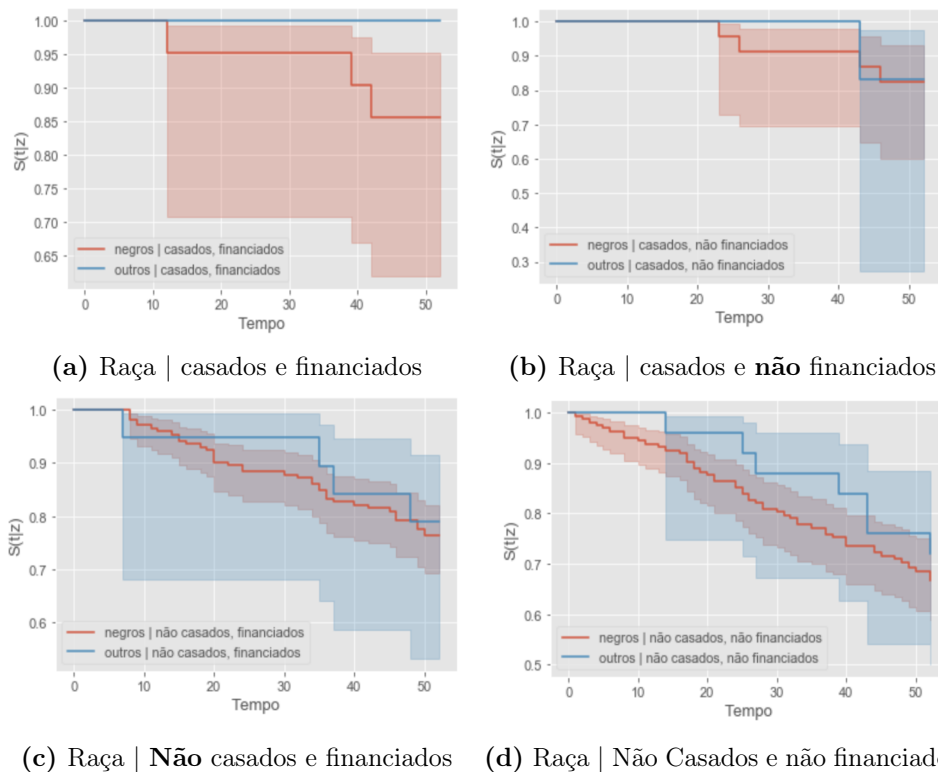 1.00
0.95
0.90
0.85
0.80
0.75
0.70
0.65
S(t|z)
negros | casados, financiados
outros | casados, financiados
0 10 20 30 40 50
Tempo
(a) Raça | casados e financiados
1.0
0.9
0.8
0.7
0.6
0.5
0.4
0.3
S(t|z)
negros | casados, não financiados
outros | casados, não financiados
0 10 20 30 40 50
Tempo
(b) Raça | casados e não financiados
1.0
0.9
0.8
0.7
0.6
S(t|z)
negros | não casados, financiados
outros | não casados, financiados
0 10 20 30 40 50
Tempo
(c) Raça | Não casados e financiados
1.0
0.9
0.8
0.7
0.6
0.5
S(t|z)
negros | não casados, não financiados
outros | não casados, não financiados
0 10 20 30 40 50
Tempo
(d) Raça | Não Casados e não financiad